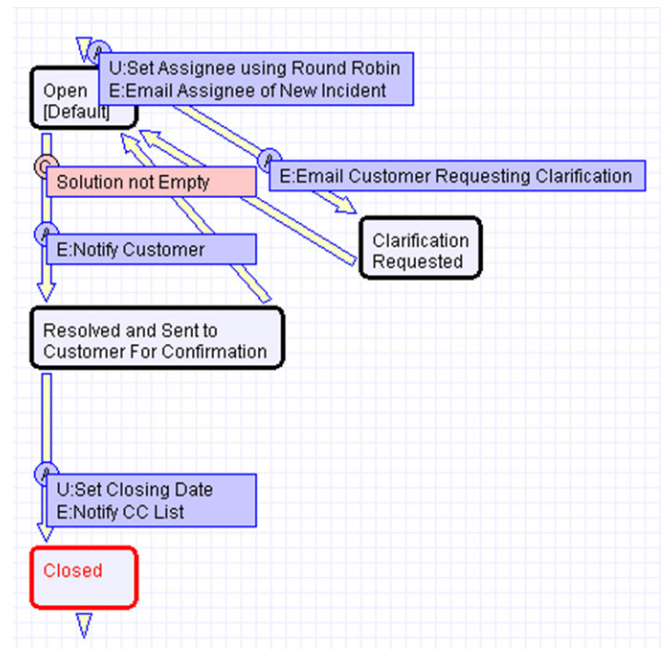 A
U:Set Assignee using Round Robin
E:Email Assignee of New Incident
Open
[Default]
C
Solution not Empty
A
E:Email Customer Requesting Clarification
A
E:Notify Customer
Clarification
Requested
Resolved and Sent to
Customer For Confirmation
A
U:Set Closing Date
E:Notify CC List
Closed